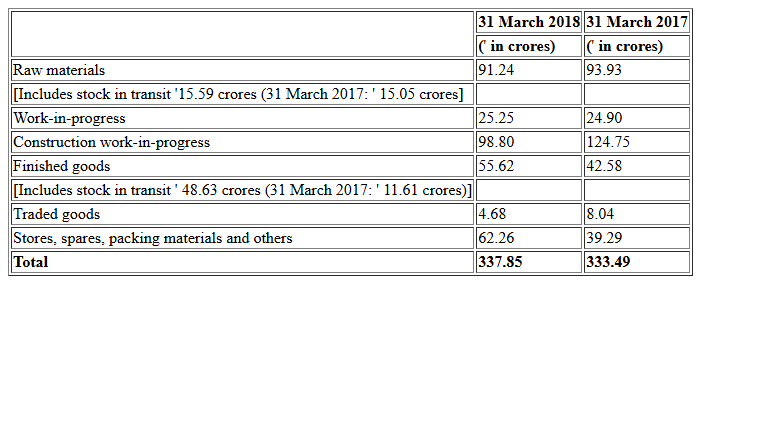 31 March 2018 31 March 2017
(' in crores) (' in crores)
Raw materials 91.24 93.93
[Includes stock in transit '15.59 crores (31 March 2017: ' 15.05 crores]
Work-in-progress 25.25 24.90
Construction work-in-progress 98.80 124.75
Finished goods 55.62 42.58
[Includes stock in transit ' 48.63 crores (31 March 2017: ' 11.61 crores)]
Traded goods 4.68 8.04
Stores, spares, packing materials and others 62.26 39.29
Total 337.85 333.49